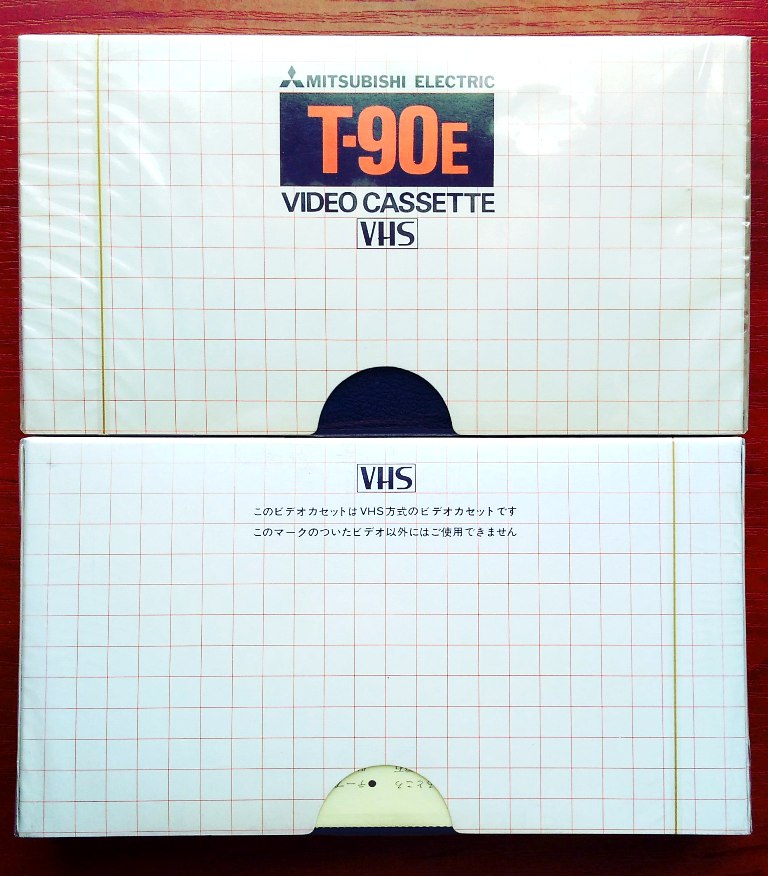 MITSUBISHI ELECTRIC
T-90E
VIDEO CASSETTE
VHS
VHS
このビデオカセットはVHS方式のビデオカセットです
このマークのついたビデオ以外にはご使用できません